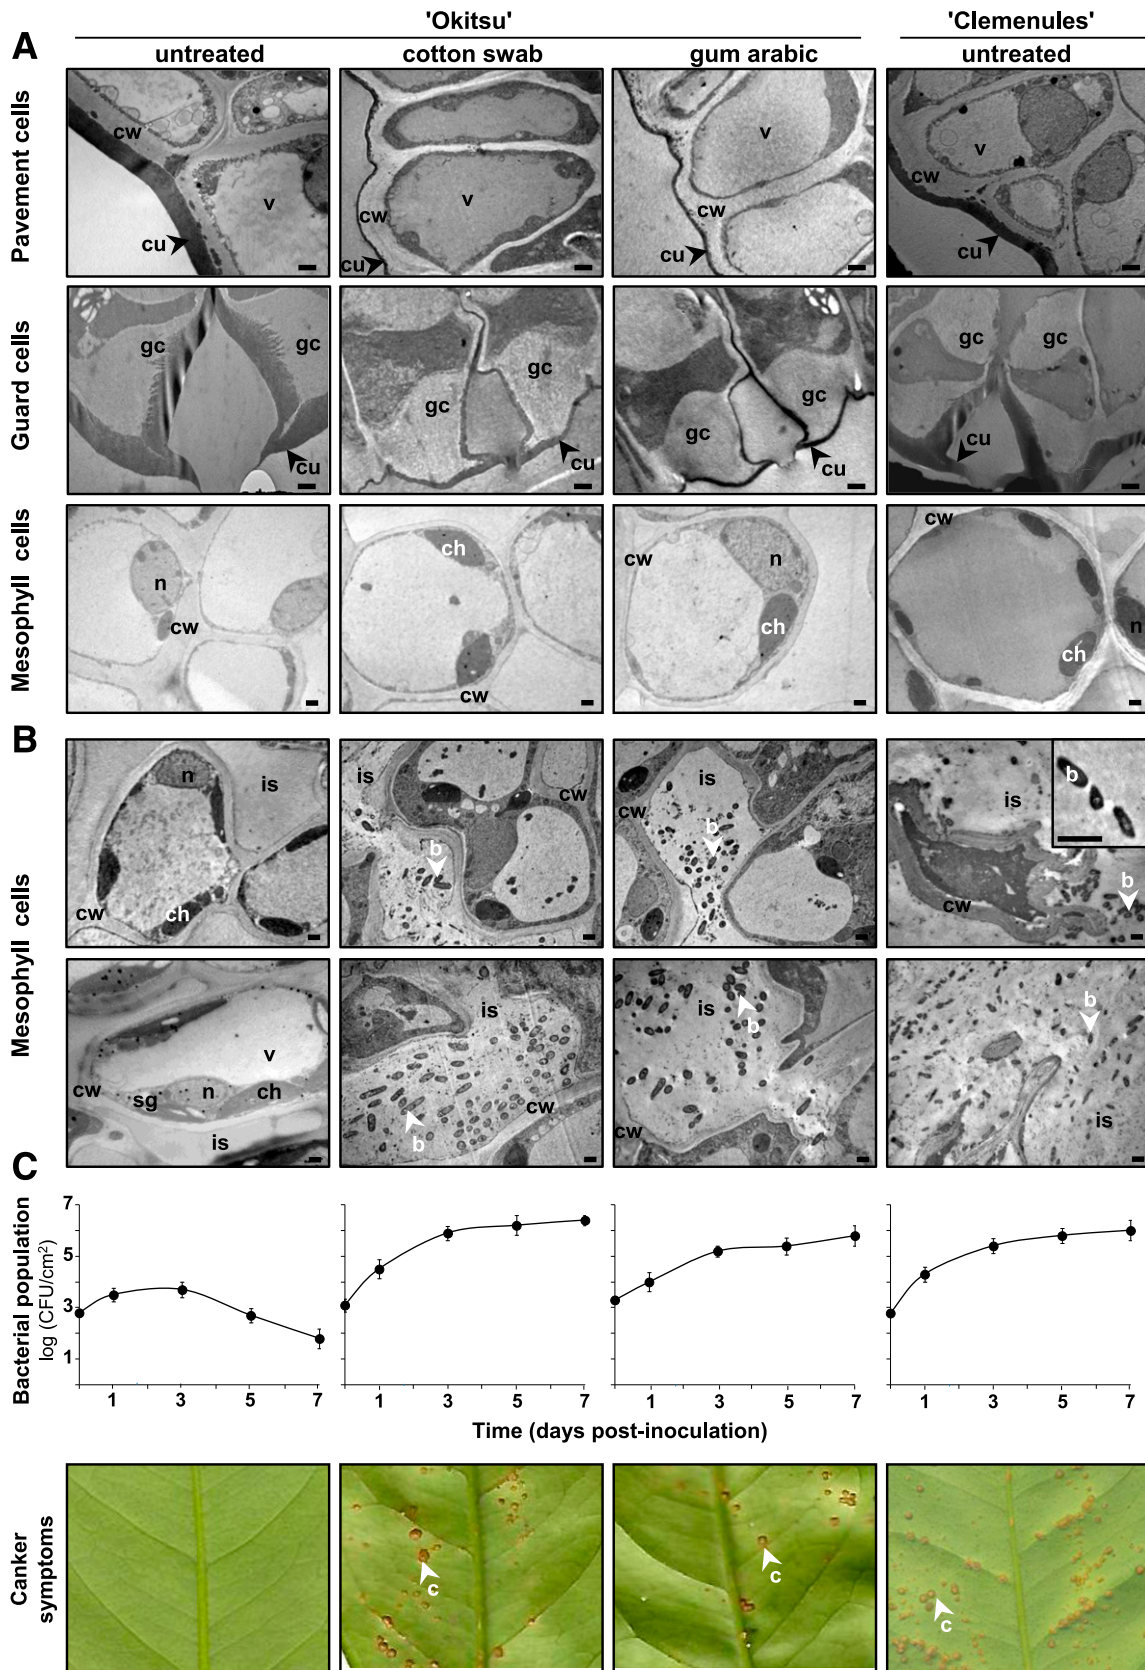 'Okitsu' 'Clemenules'
A
untreated cotton swab gum arabic untreated
Pavement cells
cw v cu
cw v cu
v cw cu
v cw cu
Guard cells
gc gc cu
gc gc cu
gc gc cu
gc gc cu
Mesophyll cells
n cw
ch cw
cw n ch
cw n ch
B
Mesophyll cells
n is cw ch
is cw b
is cw b
b is cw b
v cw sg n ch is
is cw b
is b cw
b is
C
Bacterial population
log (CFU/cm²)
7
5
3
1
1 3 5 7 1 3 5 7 1 3 5 7 1 3 5 7
Time (days post-inoculation)
Canker
symptoms
c
c
c